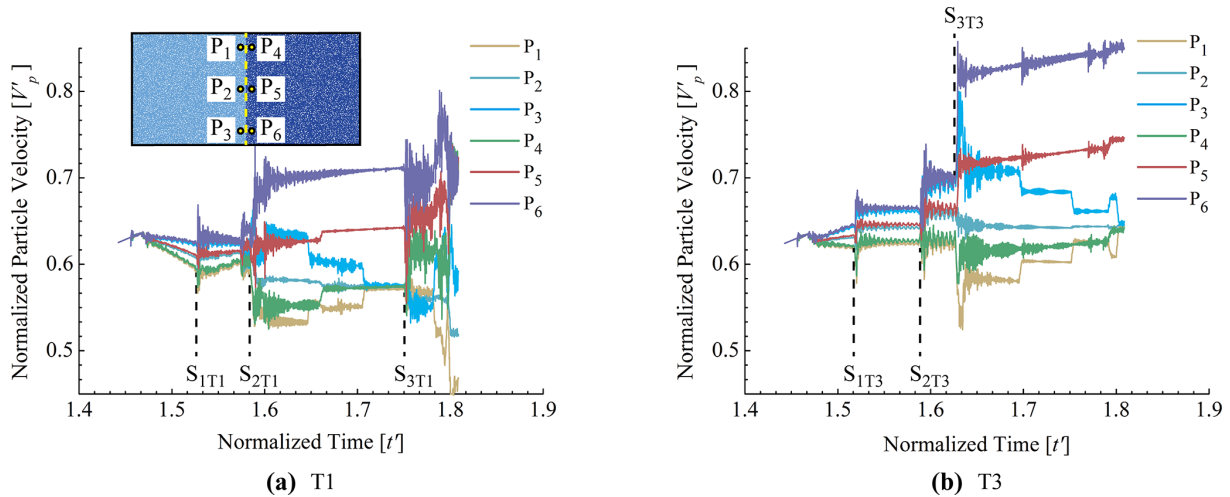 P1 P4
P2 P5
P3 P6
P1
P2
P3
P4
P5
P6
0.8
0.7
0.6
0.5
Normalized Particle Velocity [V'p]
S1T1 S2T1 S3T1
1.4 1.5 1.6 1.7 1.8 1.9
Normalized Time [t']
(a) T1
S3T3
P1
P2
P3
P4
P5
P6
0.8
0.7
0.6
0.5
Normalized Particle Velocity [V'p]
S1T3 S2T3
1.4 1.5 1.6 1.7 1.8 1.9
Normalized Time [t']
(b) T3